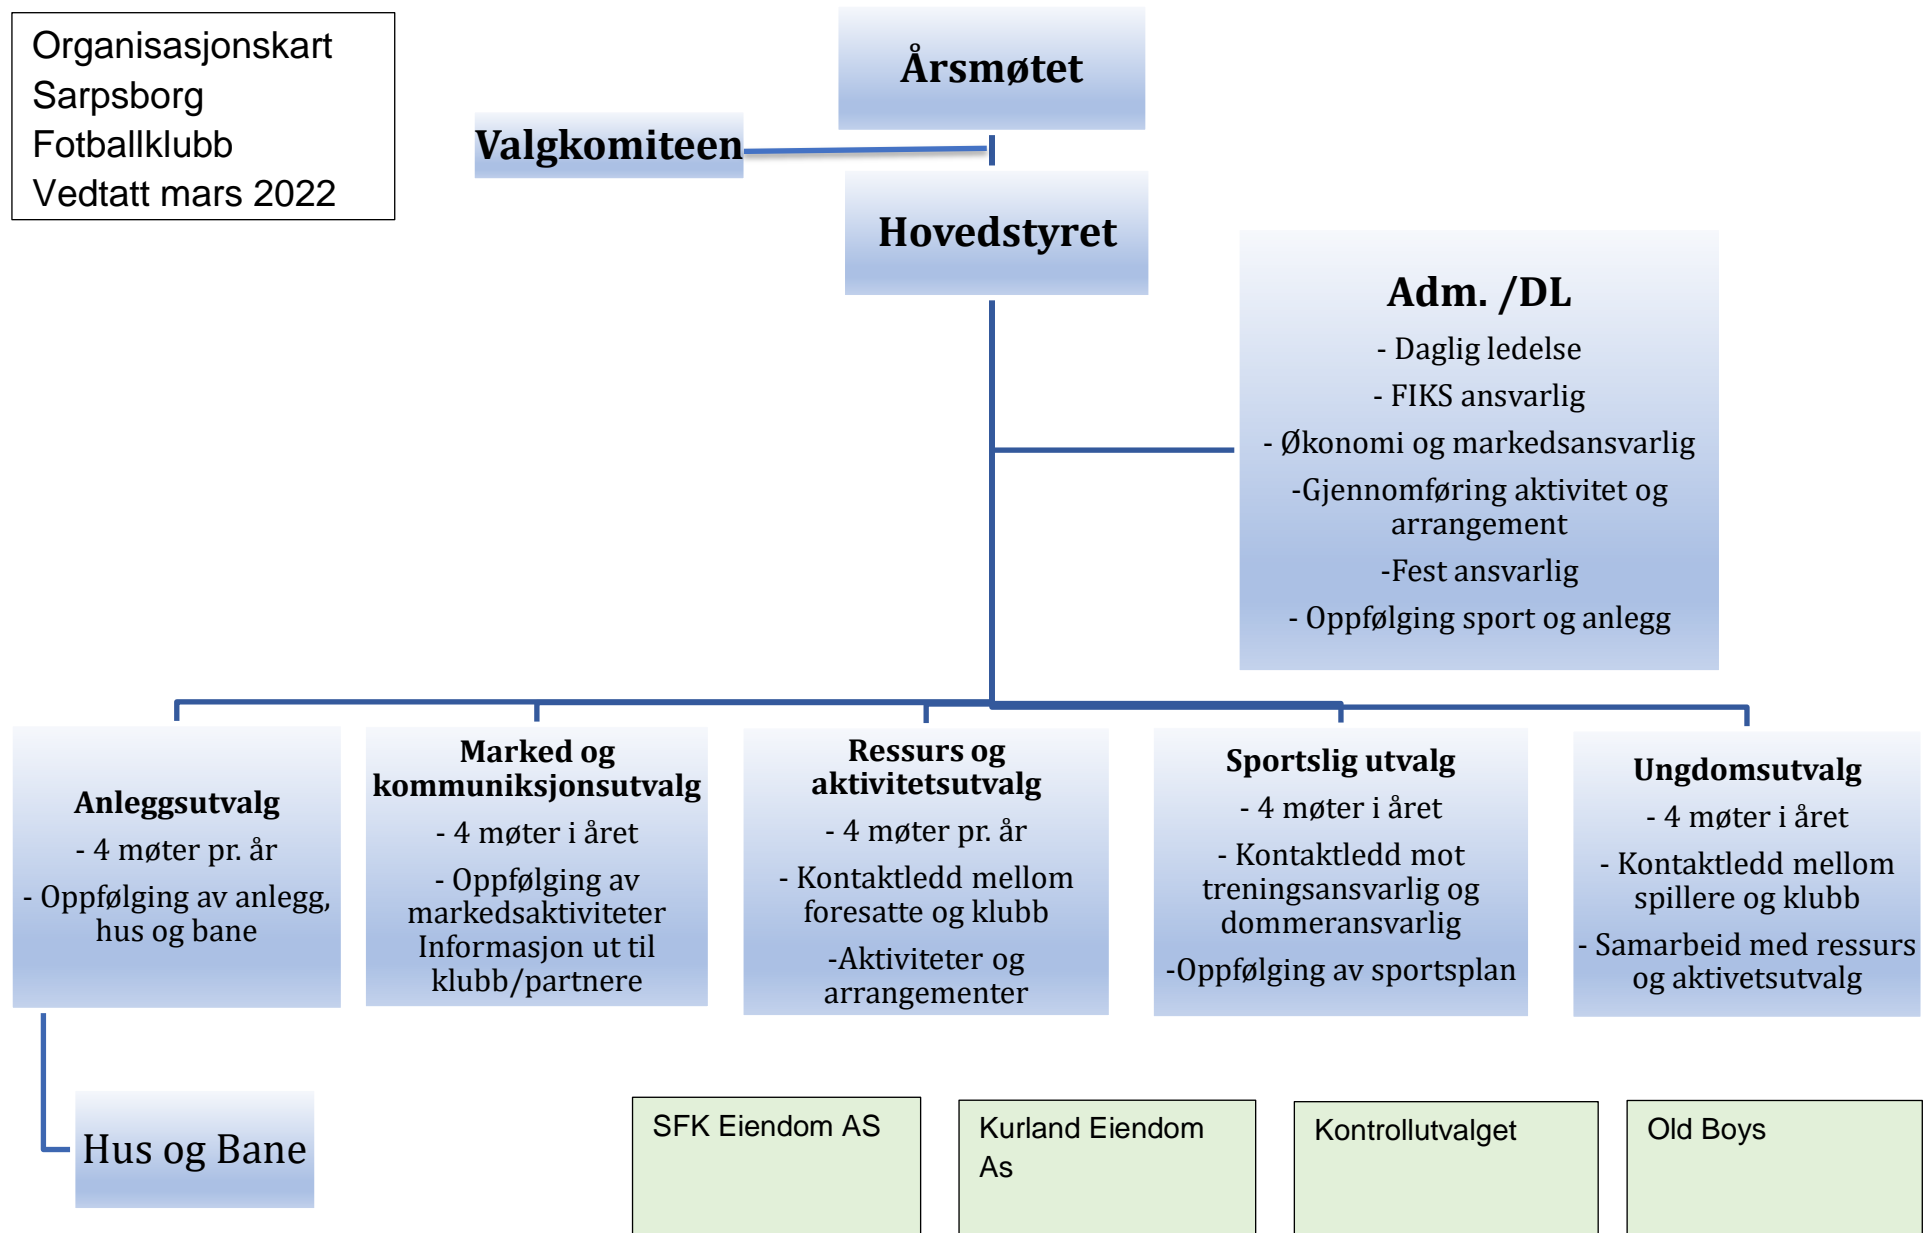 Organisasjonskart
Sarpsborg
Fotballklubb
Vedtatt mars 2022
Årsmøtet
Valgkomiteen
Hovedstyret
Adm. /DL
- Daglig ledelse
- FIKS ansvarlig
- Økonomi og markedsansvarlig
-Gjennomføring aktivitet og
arrangement
-Fest ansvarlig
- Oppfølging sport og anlegg
Anleggsutvalg
- 4 møter pr. år
- Oppfølging av anlegg,
hus og bane
Marked og
kommuniksjonsutvalg
- 4 møter i året
- Oppfølging av
markedsaktiviteter
Informasjon ut til
klubb/partnere
Ressurs og
aktivitetsutvalg
- 4 møter pr. år
- Kontaktledd mellom
foresatte og klubb
-Aktiviteter og
arrangementer
Sportslig utvalg
- 4 møter i året
- Kontaktledd mot
treningsansvarlig og
dommeransvarlig
-Oppfølging av sportsplan
Ungdomsutvalg
- 4 møter i året
- Kontaktledd mellom
spillere og klubb
- Samarbeid med ressurs
og aktivetsutvalg
Hus og Bane
SFK Eiendom AS
Kurland Eiendom
As
Kontrollutvalget
Old Boys